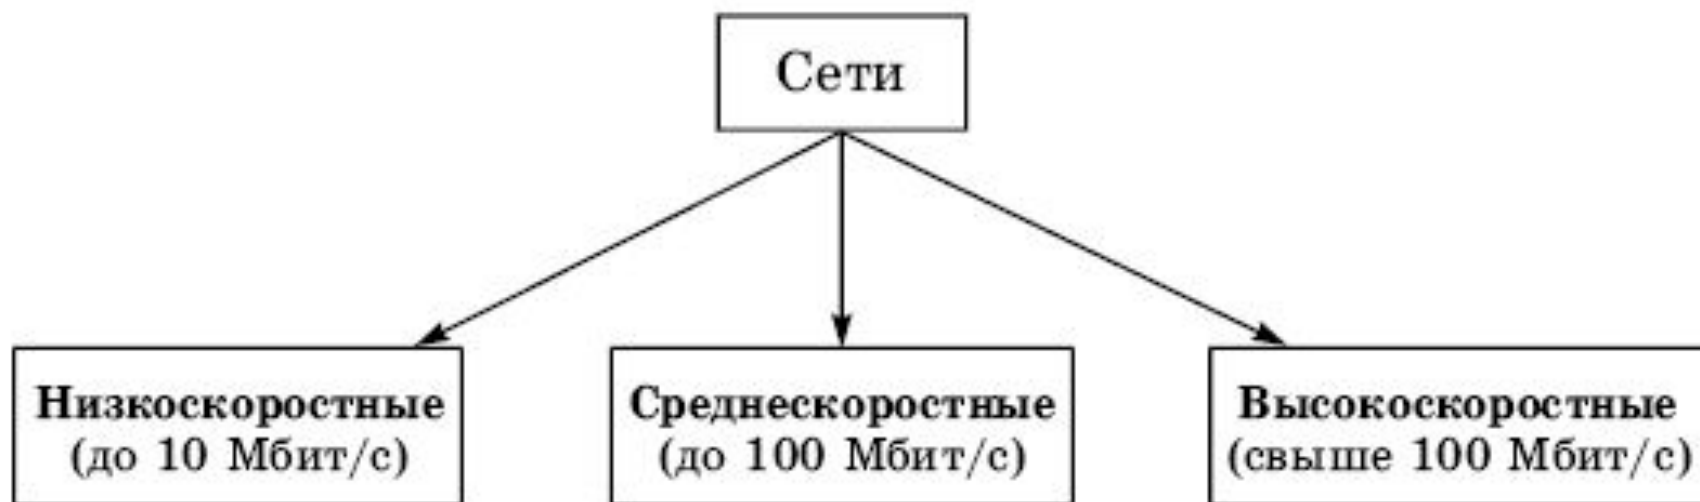 Сети
Низкоскоростные
(до 10 Мбит/с)
Среднескоростные
(до 100 Мбит/с)
Высокоскоростные
(свыше 100 Мбит/с)